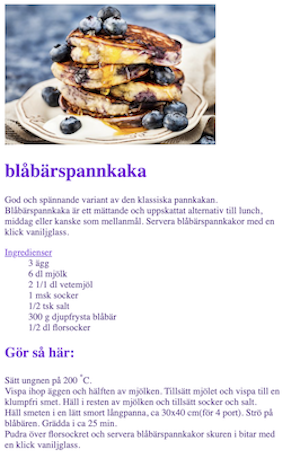 blåbärspannkaka
God och spännande variant av den klassiska pannkakan.
Blåbärspannkaka är ett mättande och uppskattat alternativ till lunch,
middag eller kanske som mellanmål. Servera blåbärspannkakor med en
klick vaniljglass.
Ingredienser
3 ägg
6 dl mjölk
2 1/1 dl vetemjöl
1 msk socker
1/2 tsk salt
300 g djupfrysta blåbär
1/2 dl florsocker
Gör så här:
Sätt ungnen på 200 °C.
Vispa ihop äggen och hälften av mjölken. Tillsätt mjölet och vispa till en
klumpfri smet. Häll i resten av mjölken och tillsätt socker och salt.
Häll smeten i en lätt smort långpanna, ca 30x40 cm(för 4 port). Strö på
blåbären. Grädda i ca 25 min.
Pudra över florsockret och servera blåbärspannkakor skuren i bitar med
en klick vaniljglass.